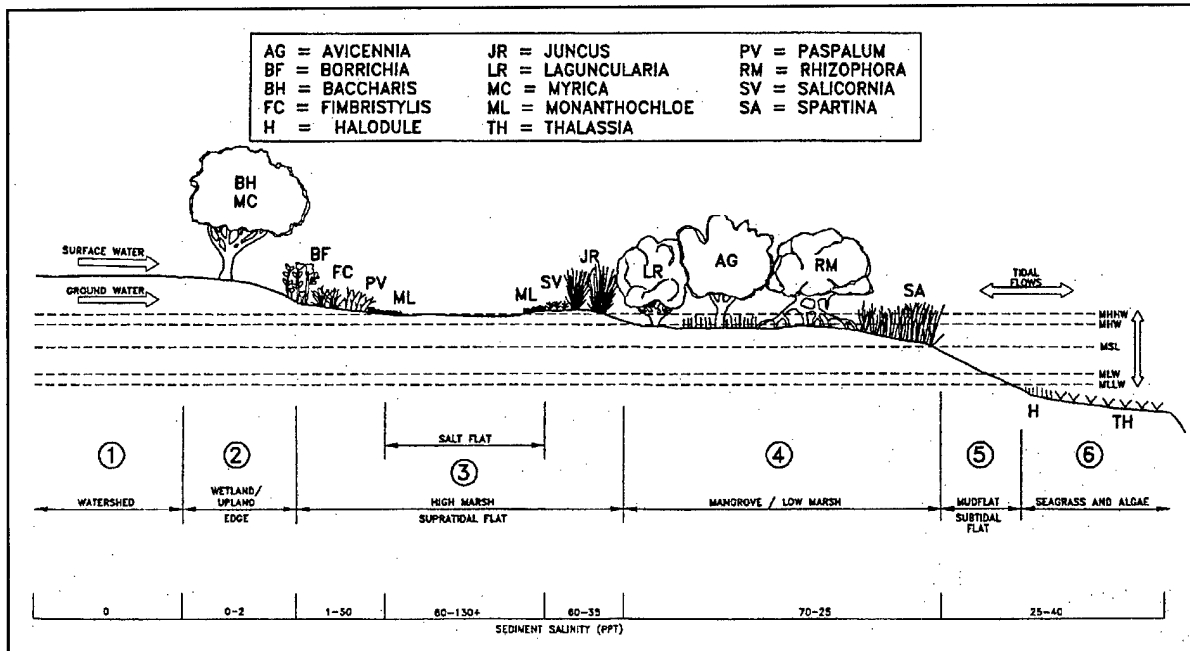 AG = AVICENNIA JR = JUNCUS PV = PASPALUM
BF = BORRICHIA LR = LAGUNCULARIA RM = RHIZOPHORA
BH = BACCHARIS MC = MYRICA SV = SALICORNIA
FC = FIMBRISTYLIS ML = MONANTHOCHLOE SA = SPARTINA
H = HALODULE TH = THALASSIA
BH
MC
SURFACE WATER
GROUND WATER
BF
FC
PV
ML
ML
SV
JR
LR
AG
RM
SA
TIDAL
FLOWS
MHHW
MHW
MSL
MLW
MLLW
H
TH
SALT FLAT
1 2 3 4 5 6
WATERSHED
WETLAND/
UPLAND
EDGE
HIGH MARSH
SUPRATIDAL FLAT
MANGROVE / LOW MARSH
MUDFLAT
SUBTIDAL
FLAT
SEAGRASS AND ALGAE
0 0-2 1-50 60-130+ 60-35 70-25 25-40
SEDIMENT SALINITY (PPT)